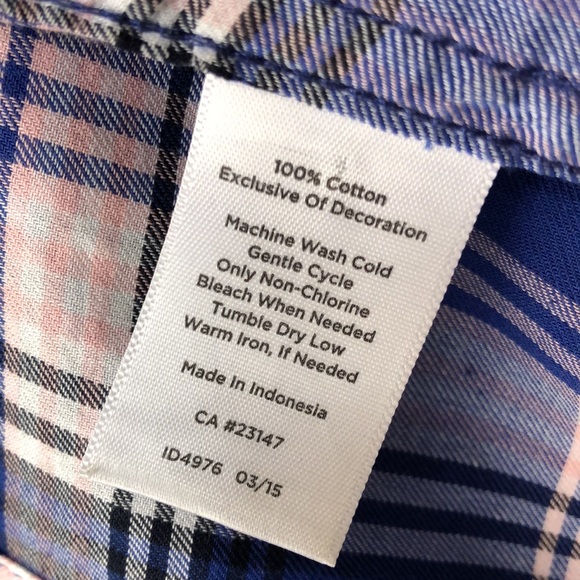 100% Cotton
Exclusive Of Decoration
Machine Wash Cold
Gentle Cycle
Only Non-Chlorine
Bleach When Needed
Tumble Dry Low
Warm Iron, If Needed
Made In Indonesia
CA #23147
ID4976 03/15